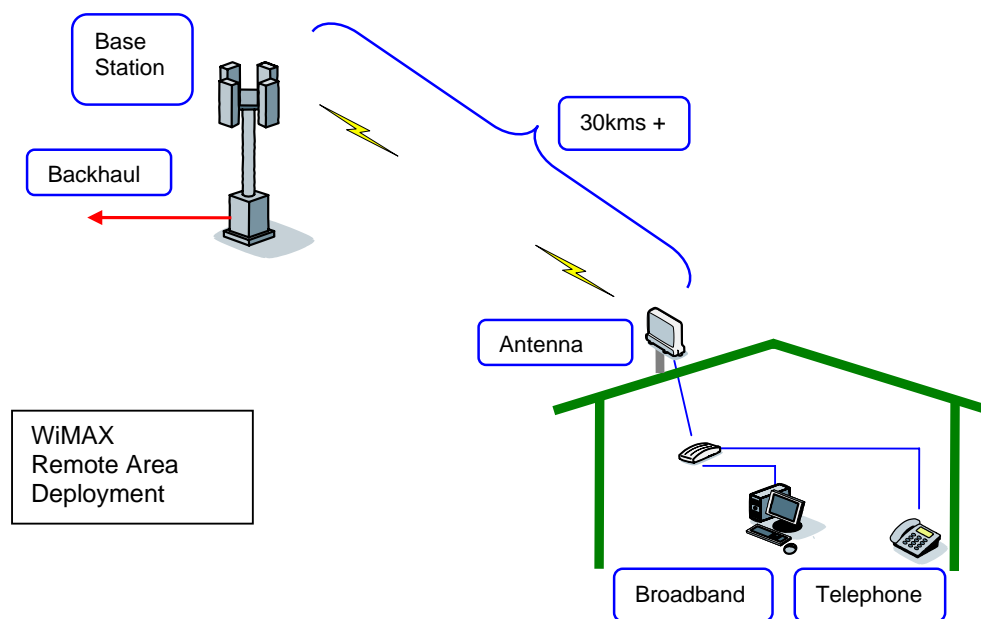 Base
Station
30kms +
Backhaul
Antenna
WiMAX
Remote Area
Deployment
Broadband
Telephone